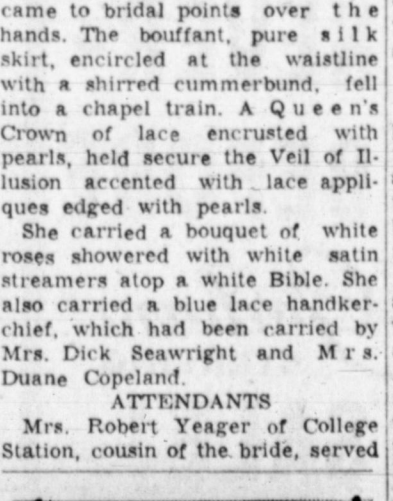 came to bridal points over the
hands. The bouffant, pure silk
skirt, encircled at the waistline
with a shirred cummerbund, fell
into a chapel train. A Queen's
Crown of lace encrusted with
pearls, held secure the Veil of Il-
lusion accented with lace appli-
ques edged with pearls.
She carried a bouquet of white
roses showered with white satin
streamers atop a white Bible. She
also carried a blue lace handker-
chief, which had been carried by
Mrs. Dick Seawright and Mrs.
Duane Copeland.
ATTENDANTS
Mrs. Robert Yeager of College
Station, cousin of the bride, served